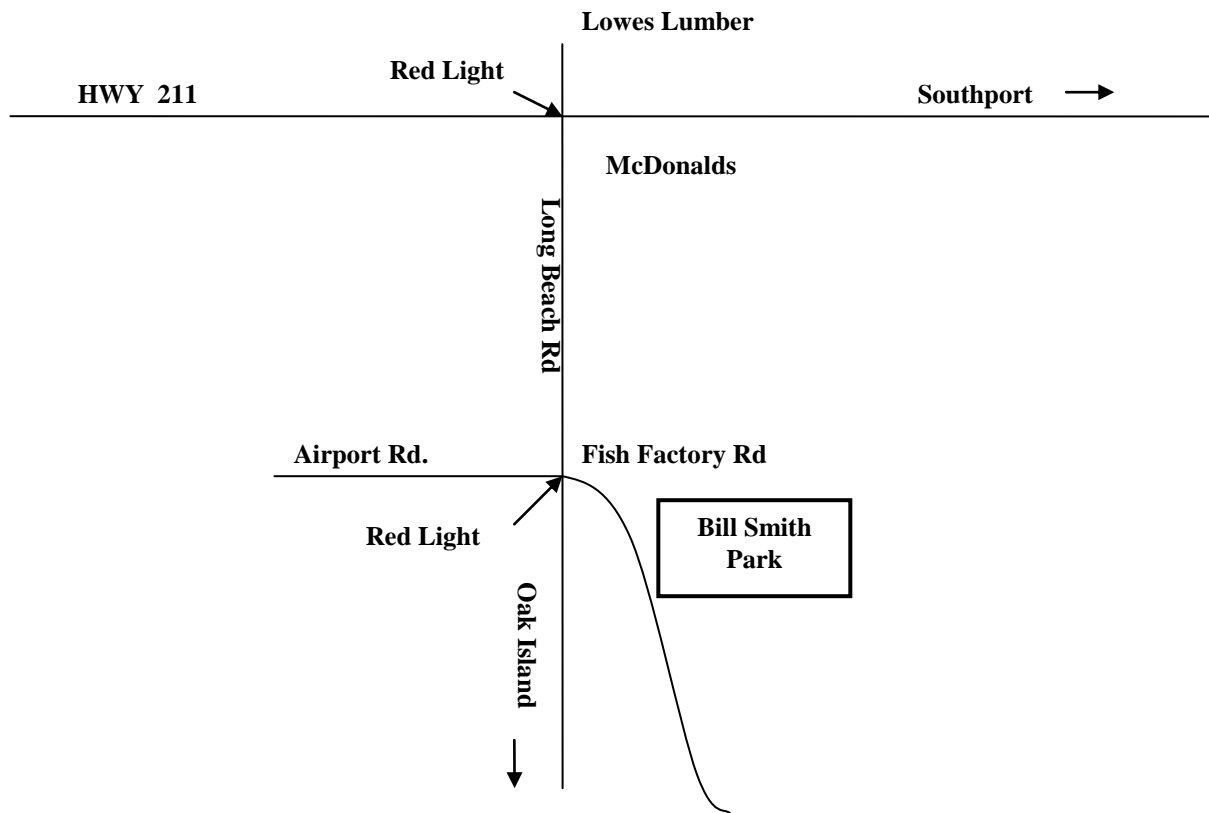 Lowes Lumber
Red Light
HWY 211
Southport
McDonalds
Long Beach Rd
Airport Rd.
Fish Factory Rd
Red Light
Bill Smith
Park
Oak Island